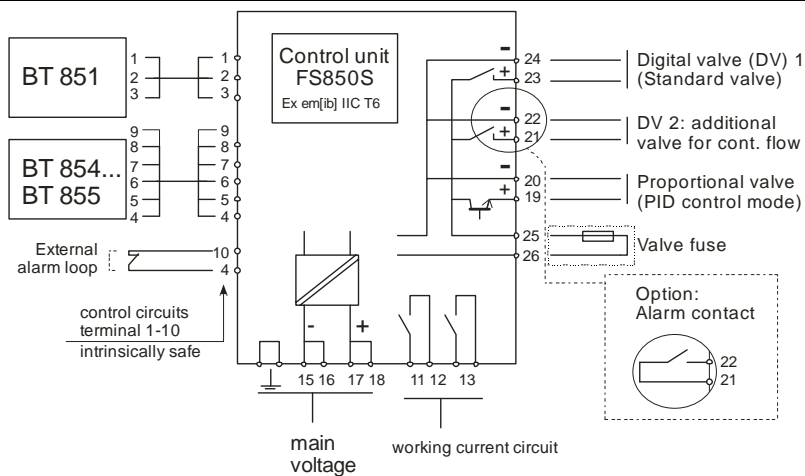 BT 851
1
2
3
1
2
3
BT 854...
BT 855
9
8
7
6
5
4
9
8
7
6
5
4
External
alarm loop
10
4
control circuits
terminal 1-10
intrinsically safe
Control unit
FS850S
Ex em[ib] IIC T6
-
+
15 16 17 18
11 12 13
main
voltage
working current circuit
-
24
+
23
Digital valve (DV) 1
(Standard valve)
-
22
+
21
DV 2: additional
valve for cont. flow
-
20
+
19
Proportional valve
(PID control mode)
25
26
Valve fuse
Option:
Alarm contact
22
21